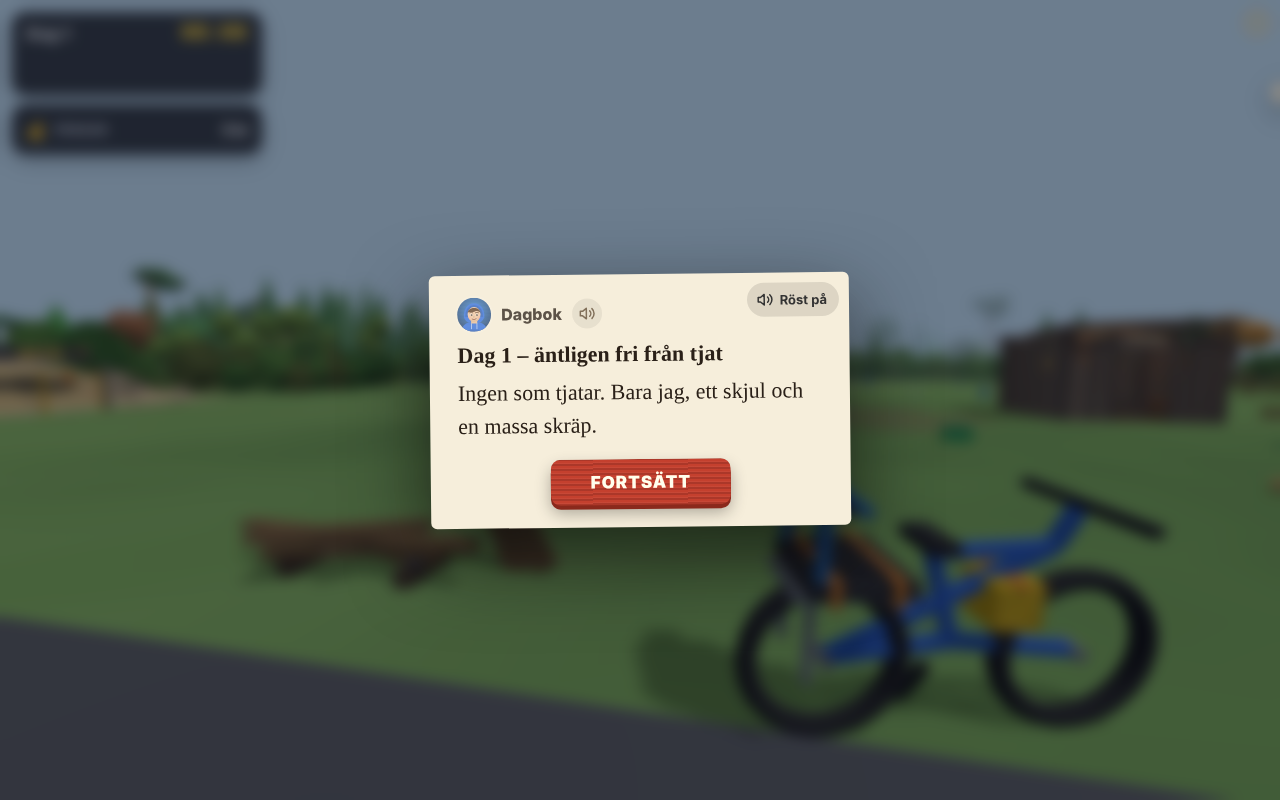 Röst på
Dagbok
Dag 1 – äntligen fri från tjat
Ingen som tjatar. Bara jag, ett skjul och
en massa skräp.
FORTSÄTT